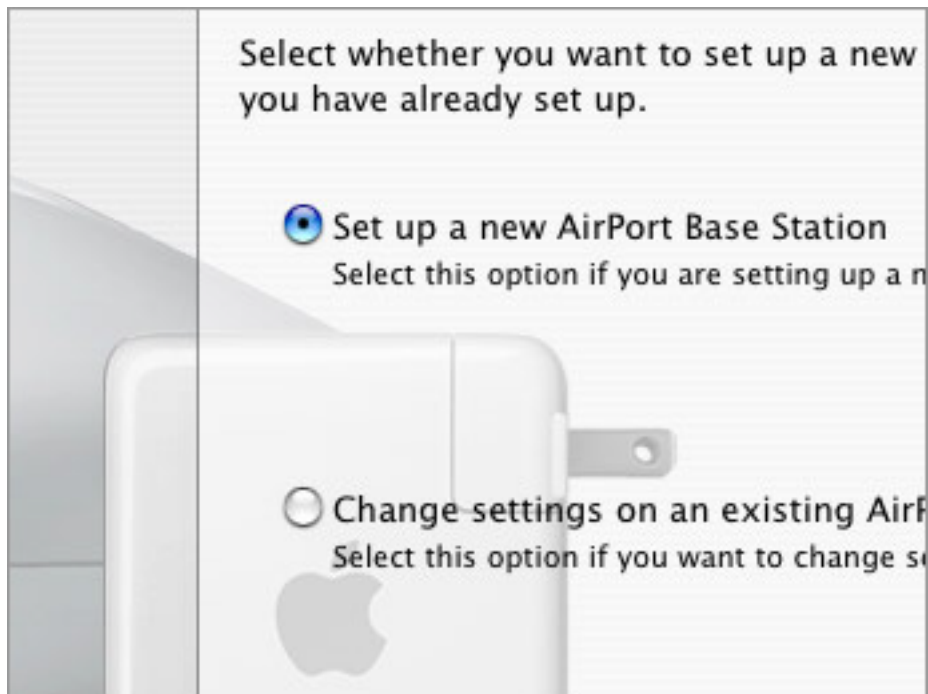 Select whether you want to set up a new
you have already set up.
Set up a new AirPort Base Station
Select this option if you are setting up a
Change settings on an existing
Select this option if you want to change